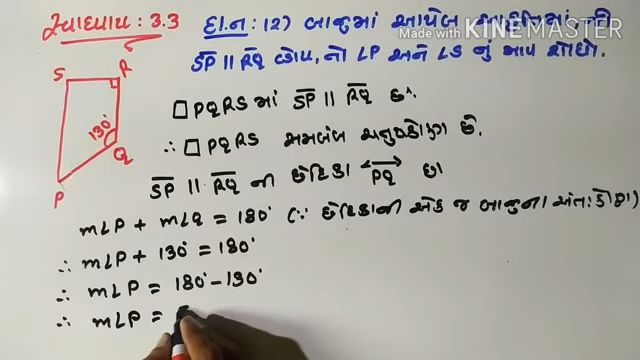 સ્વાધ્યાય : 3.3
દા.ન : 12) બાજુમાં આપેલ આકૃતિમાં જો
Made with KINEMASTER
SP || RQ હોય, તો ∠P અને ∠S નું માપ શોધો.
S R
130°
Q
P
□ PQRS માં SP || RQ છે.
∴ □ PQRS સમલંબ ચતુષ્કોણ છે.
SP || RQ ની છેદિકા PQ છે.
m∠P + m∠Q = 180° (∵ છેદિકાની એક જ બાજુના અંત:કોણો)
∴ m∠P + 130° = 180°
∴ m∠P = 180° - 130°
∴ m∠P =